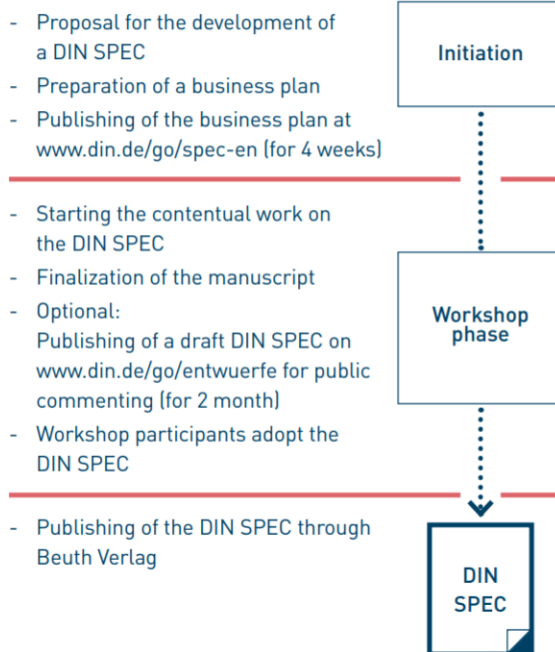 - Proposal for the development of
a DIN SPEC
- Preparation of a business plan
- Publishing of the business plan at
www.din.de/go/spec-en (for 4 weeks)
Initiation
- Starting the contentual work on
the DIN SPEC
- Finalization of the manuscript
- Optional:
Publishing of a draft DIN SPEC on
www.din.de/go/entwuerfe for public
commenting (for 2 month)
- Workshop participants adopt the
DIN SPEC
Workshop
phase
- Publishing of the DIN SPEC through
Beuth Verlag
DIN
SPEC